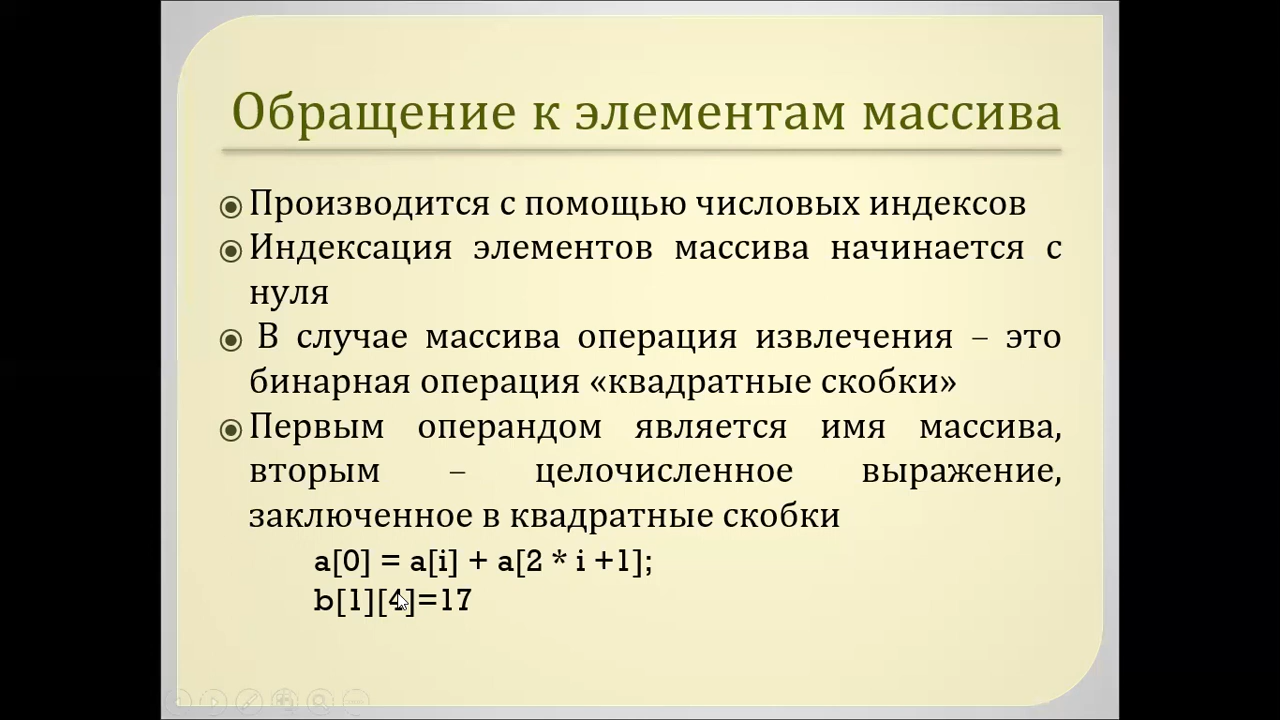 Обращение к элементам массива
Производится с помощью числовых индексов
Индексация элементов массива начинается с
нуля
В случае массива операция извлечения – это
бинарная операция «квадратные скобки»
Первым операндом является имя массива,
вторым – целочисленное выражение,
заключенное в квадратные скобки
a[0] = a[i] + a[2 * i +1];
b[1][4]=17